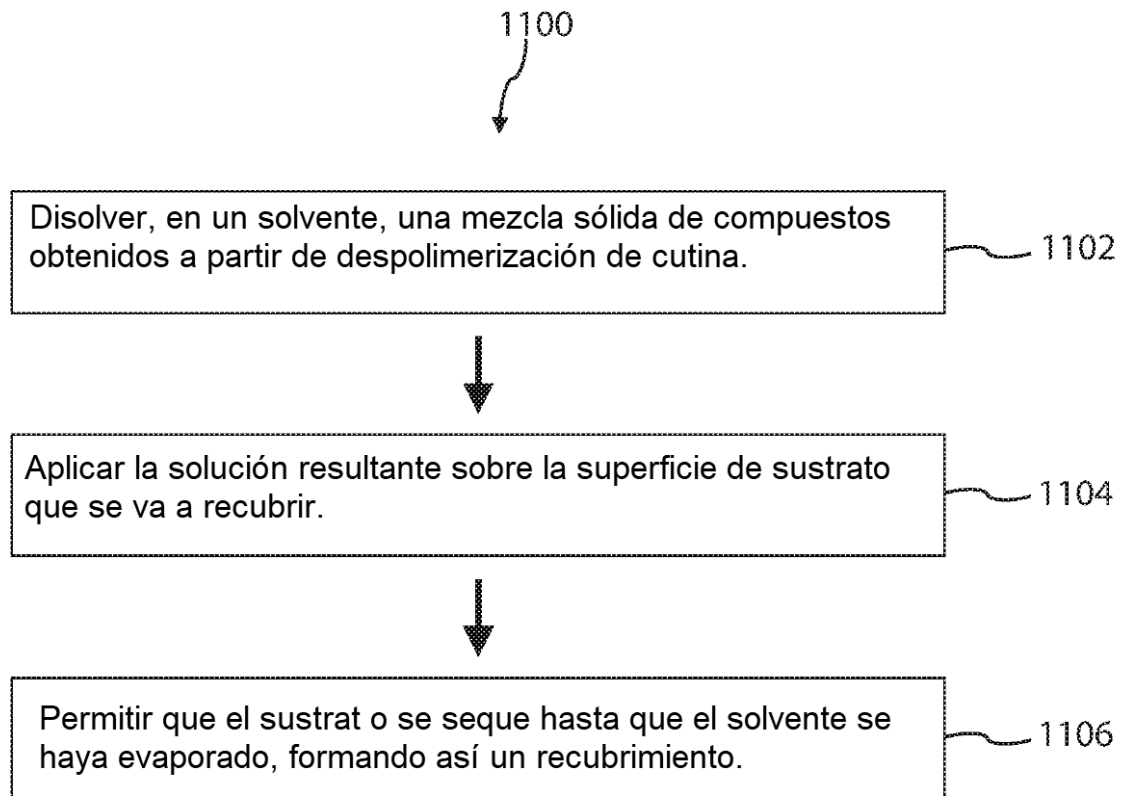 1100
Disolver, en un solvente, una mezcla sólida de compuestos
obtenidos a partir de despolimerización de cutina.
1102
Aplicar la solución resultante sobre la superficie de sustrato
que se va a recubrir.
1104
Permitir que el sustrat o se seque hasta que el solvente se
haya evaporado, formando así un recubrimiento.
1106